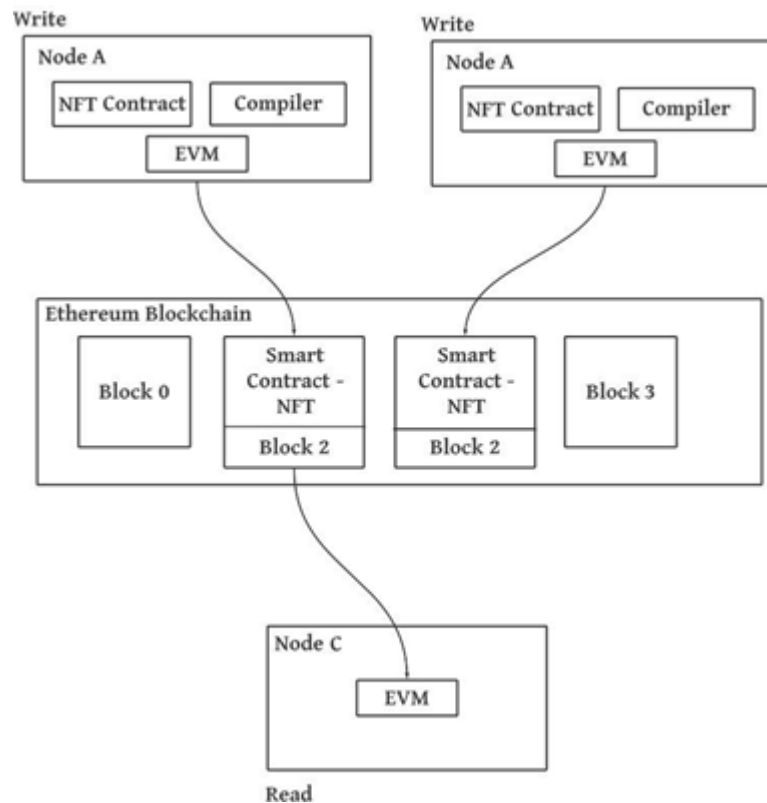 Write
Node A
NFT Contract
Compiler
EVM
Write
Node A
NFT Contract
Compiler
EVM
Ethereum Blockchain
Block 0
Smart
Contract -
NFT
Block 2
Smart
Contract -
NFT
Block 2
Block 3
Node C
EVM
Read